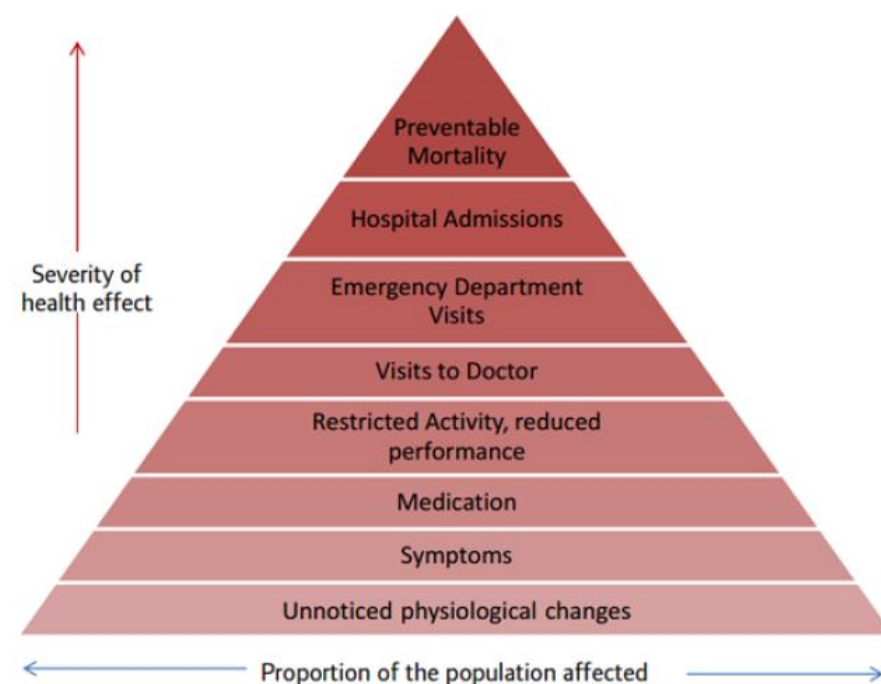 Preventable
Mortality
Hospital Admissions
Emergency Department
Visits
Severity of
health effect
Visits to Doctor
Restricted Activity, reduced
performance
Medication
Symptoms
Unnoticed physiological changes
Proportion of the population affected